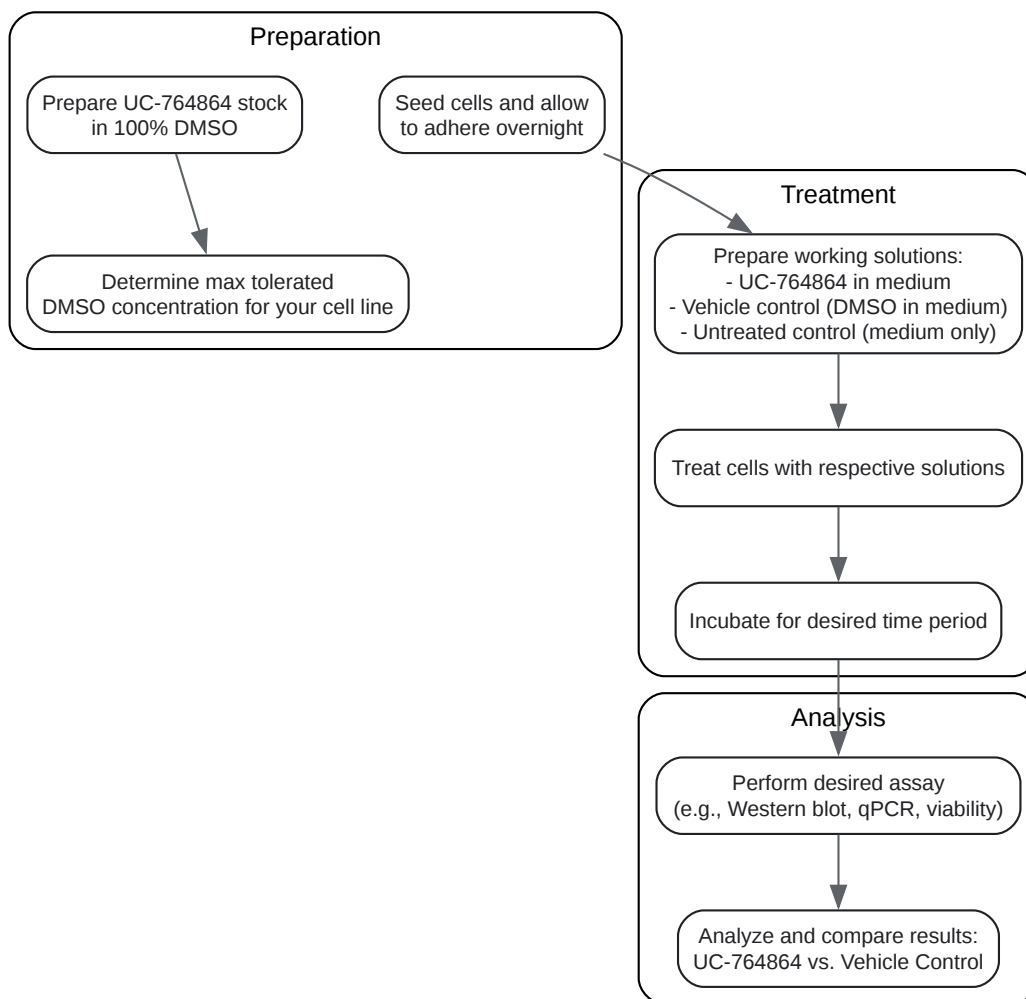 Preparation
Prepare UC-764864 stock
in 100% DMSO
Seed cells and allow
to adhere overnight
Determine max tolerated
DMSO concentration for your cell line
Treatment
Prepare working solutions:
- UC-764864 in medium
- Vehicle control (DMSO in medium)
- Untreated control (medium only)
Treat cells with respective solutions
Incubate for desired time period
Analysis
Perform desired assay
(e.g., Western blot, qPCR, viability)
Analyze and compare results:
UC-764864 vs. Vehicle Control